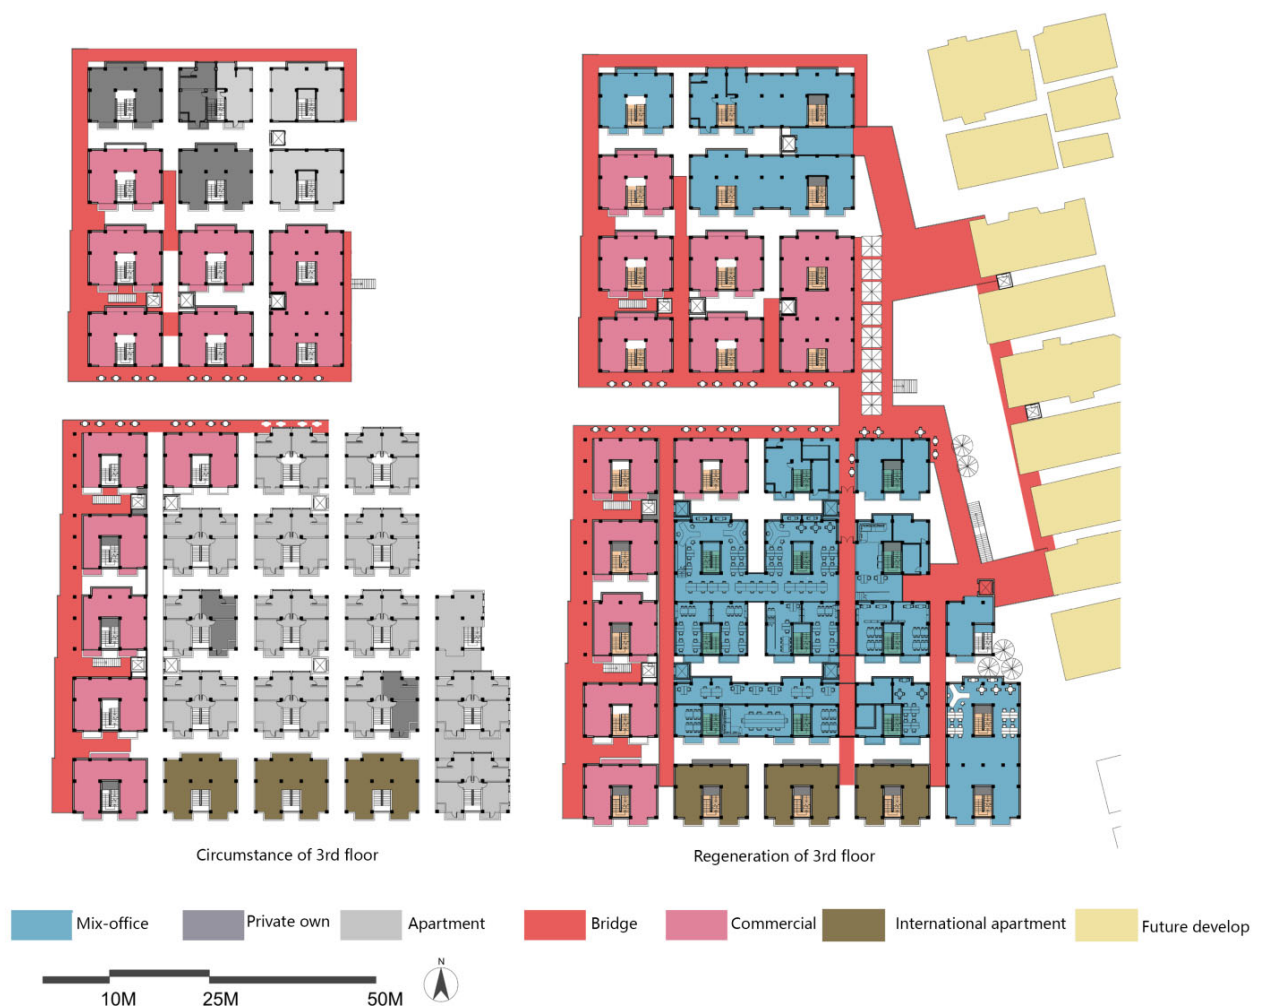 Circumstance of 3rd floor
Regeneration of 3rd floor
Mix-office
Private own
Apartment
Bridge
Commercial
International apartment
Future develop
N
10M
25M
50M